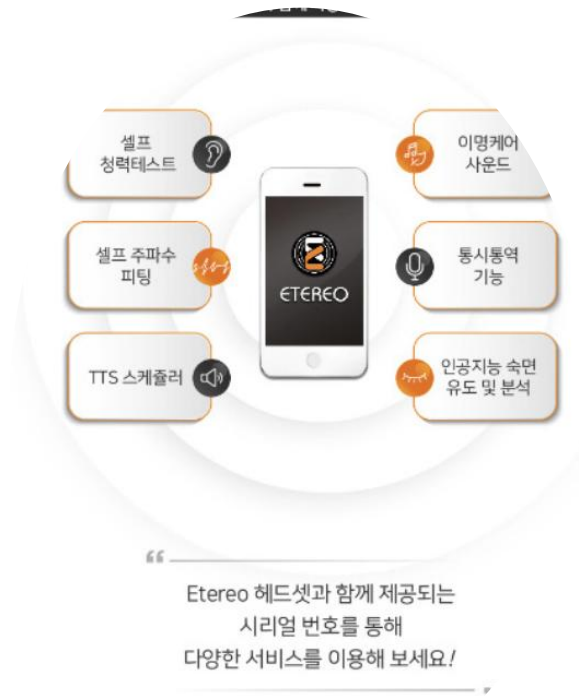 셀프
청력테스트
이명케어
사운드
셀프 주파수
피팅
통시통역
기능
TTS 스케쥴러
인공지능 숙면
유도 및 분석
ETEREO
“
Etereo 헤드셋과 함께 제공되는
시리얼 번호를 통해
다양한 서비스를 이용해 보세요!